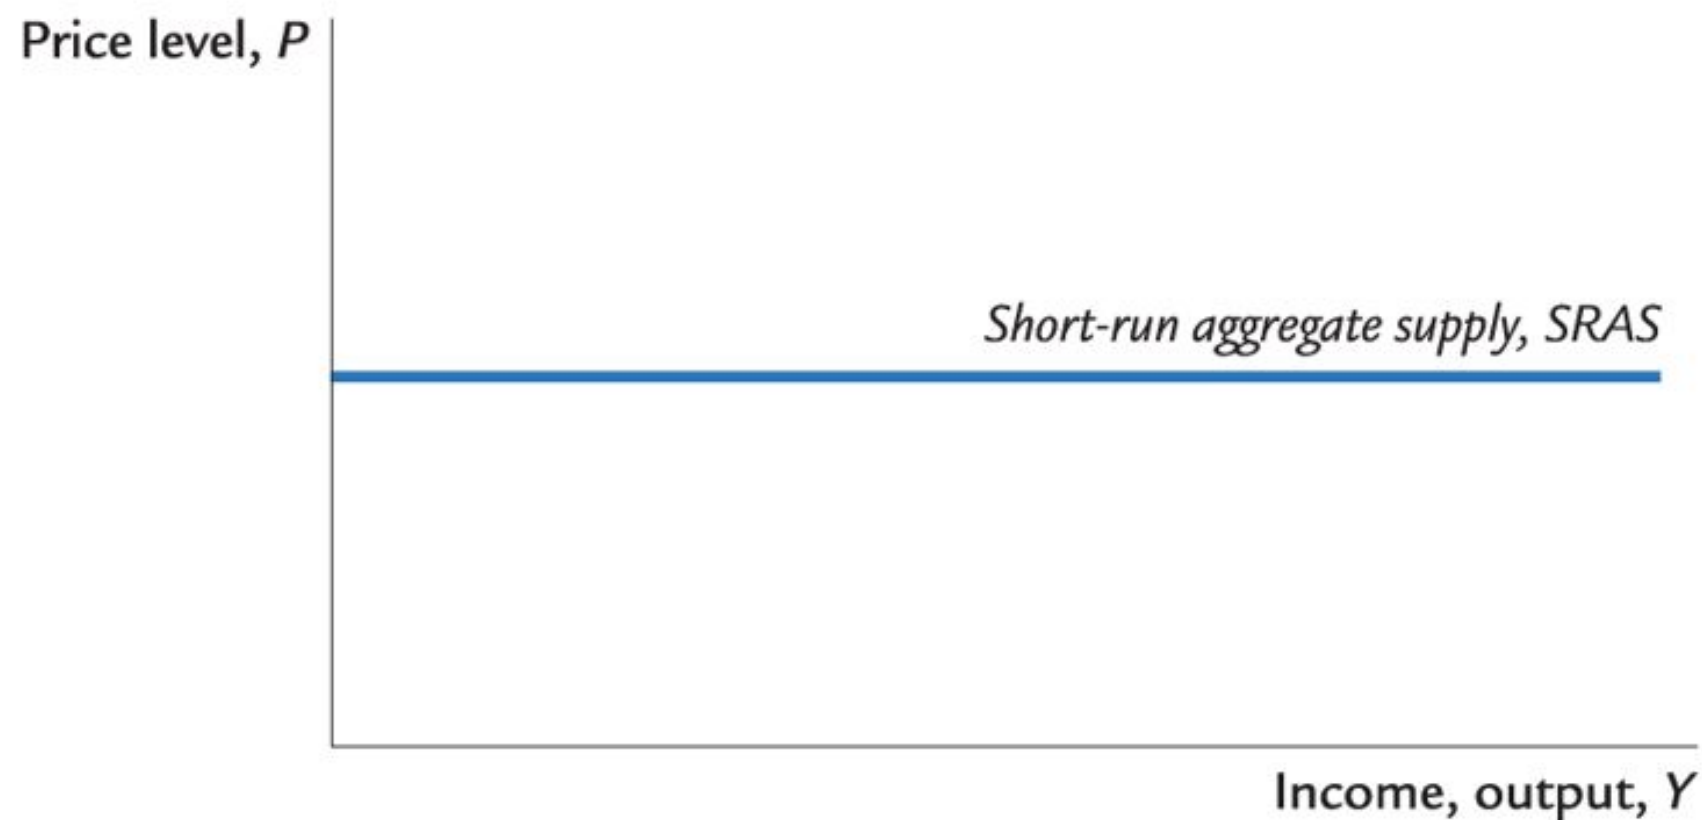 Price level, P
Short-run aggregate supply, SRAS
Income, output, Y